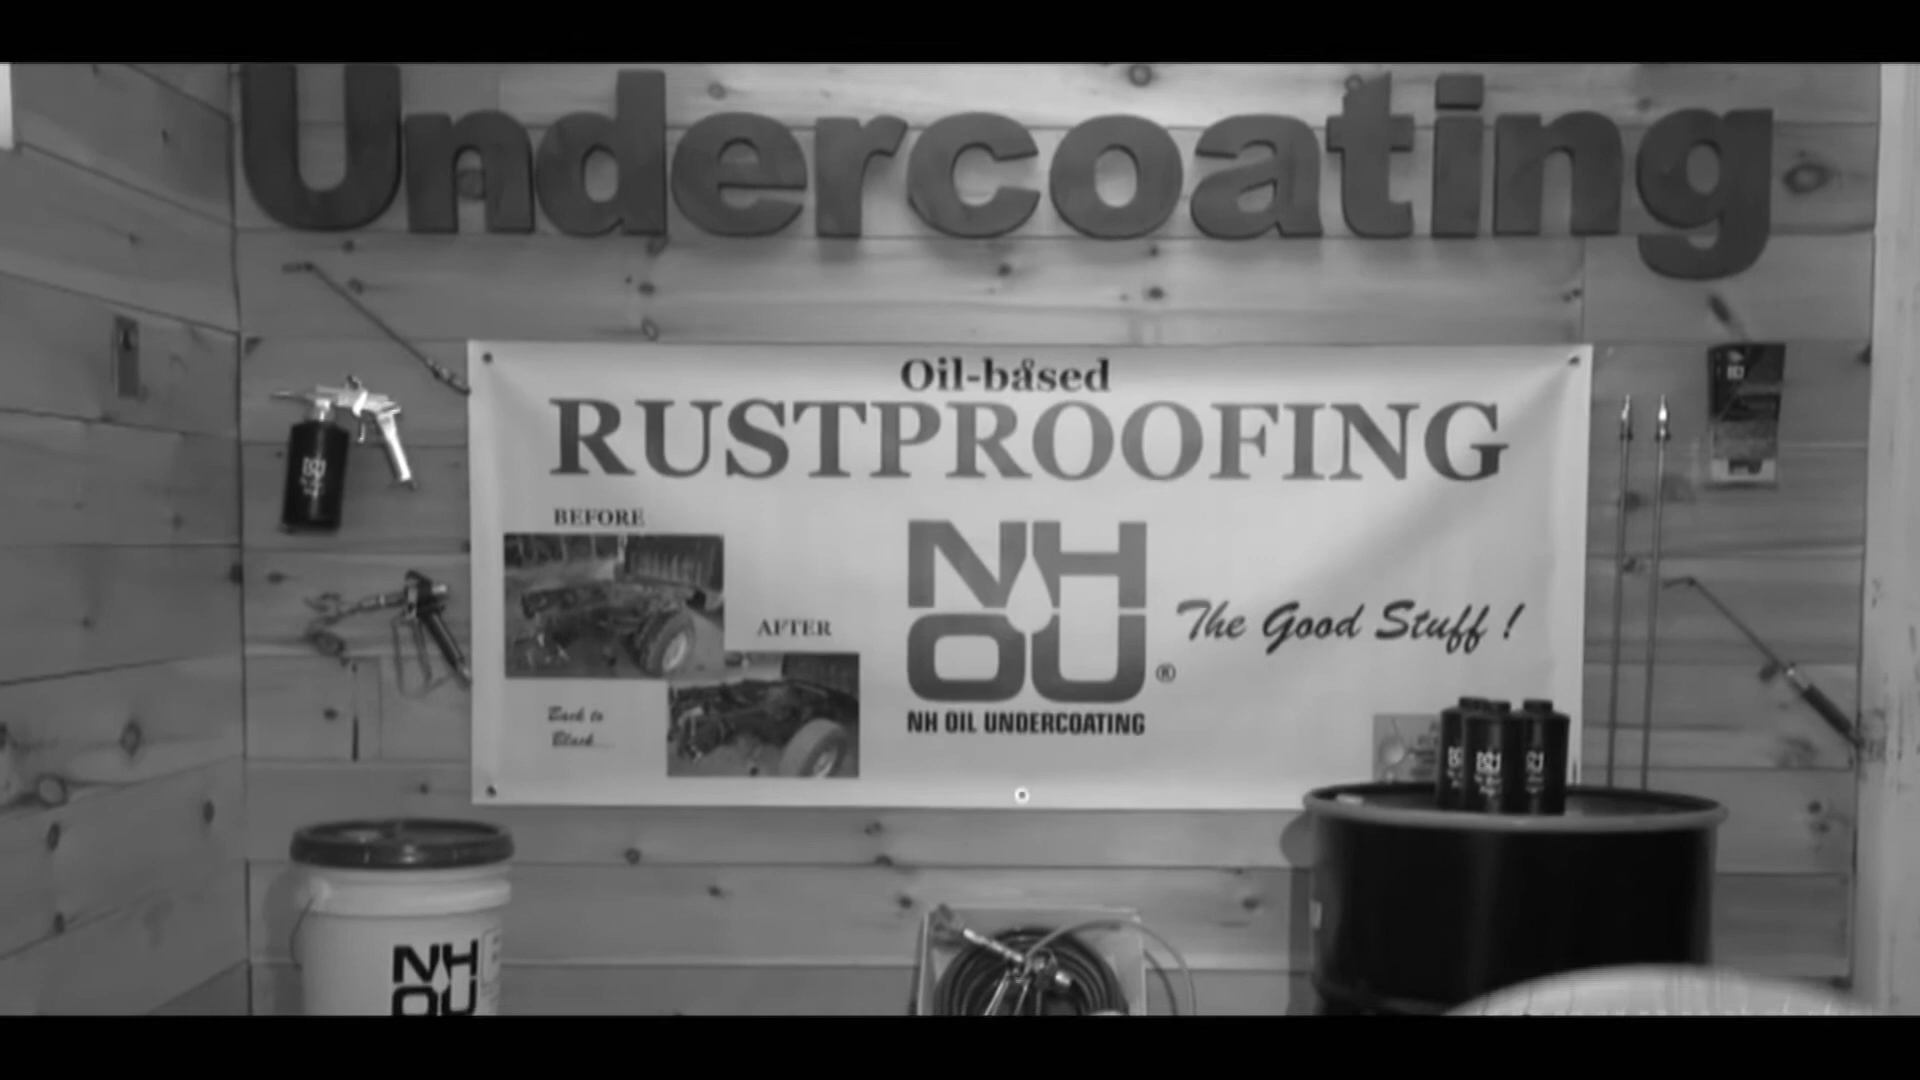 Undercoating
Oil-based
RUSTPROOFING
BEFORE
AFTER
NH
OU®
NH OIL UNDERCOATING
The Good Stuff !
Back to
Black...
NH
OU